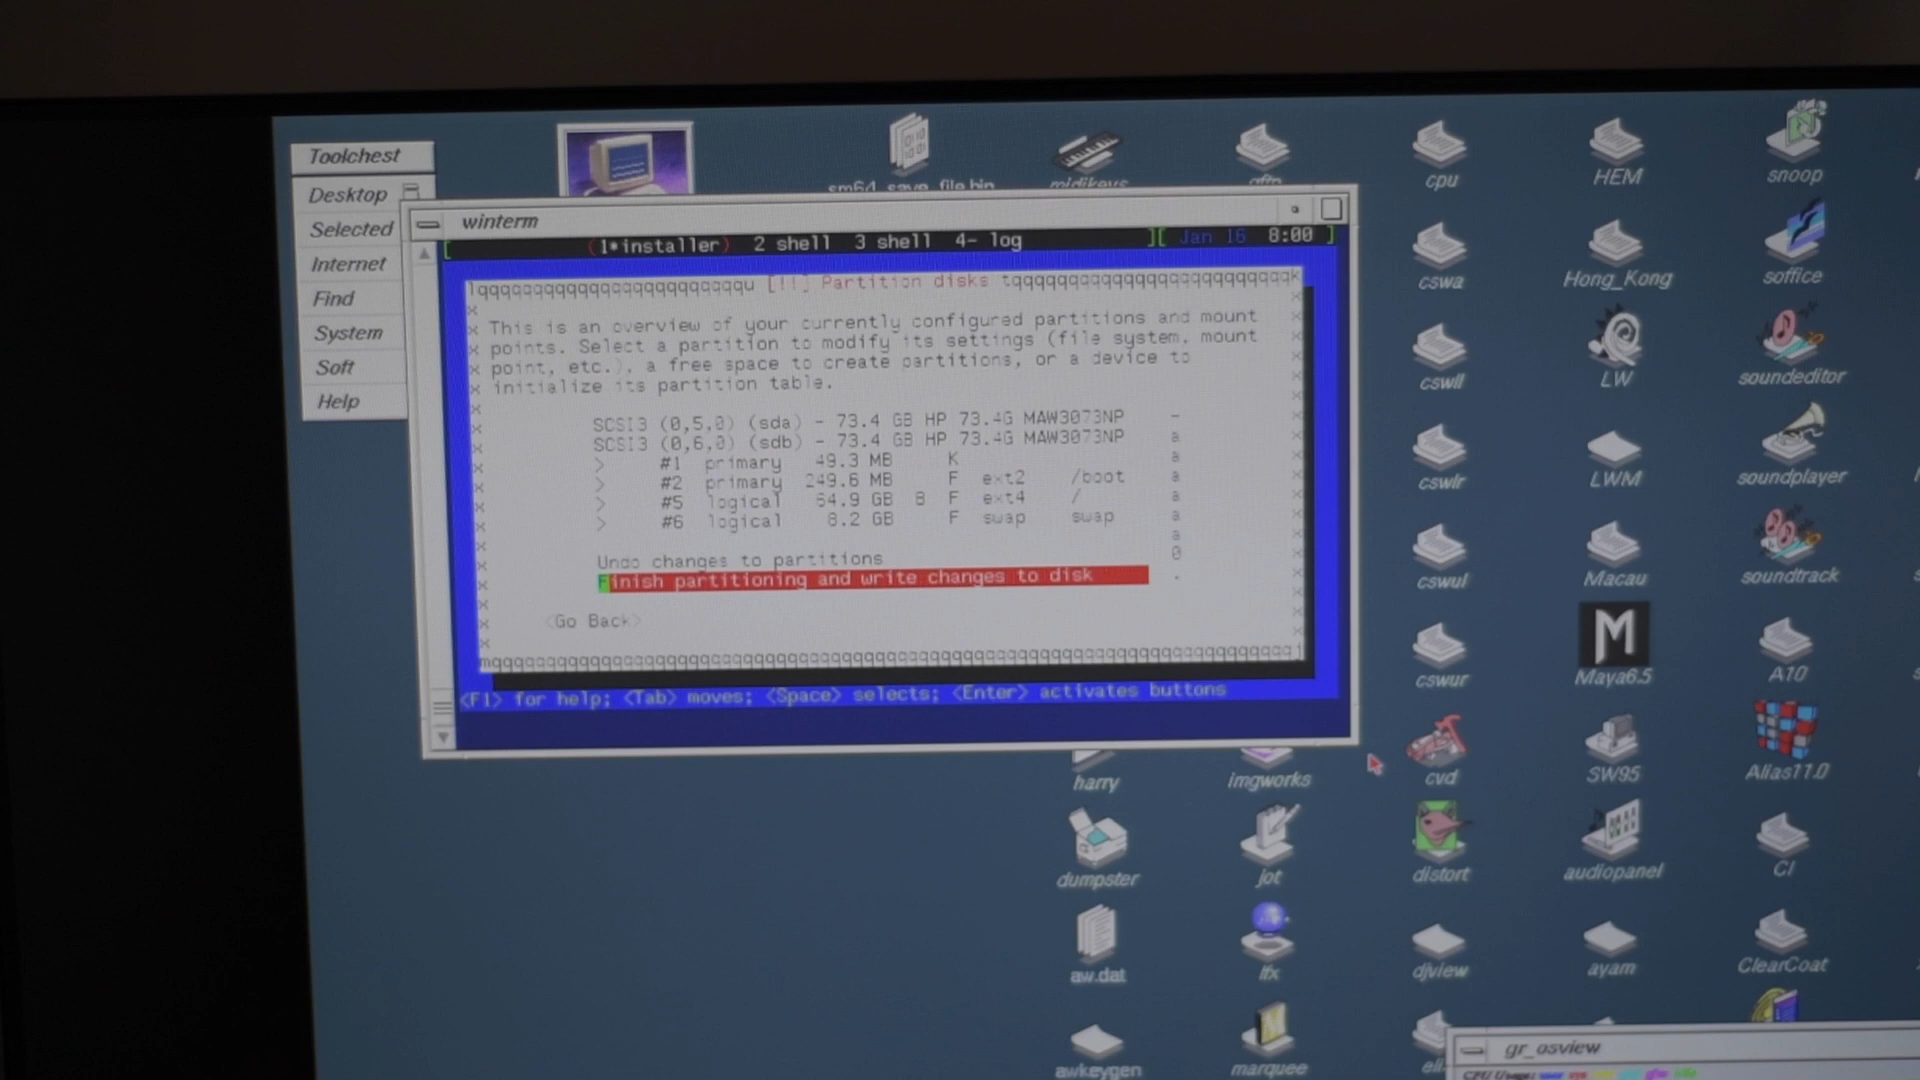 Toolchest
Desktop
Selected
Internet
Find
System
Soft
Help
sm64_save_file.bin
midikeys
cpu
HEM
snoop
winterm
(1*installer) 2 shell 3 shell 4- log ][ Jan 16 8:00 ]
lqqqqqqqqqqqqqqqqqqqqqqqqu [!!] Partition disks tqqqqqqqqqqqqqqqqqqqqqqqqqk
This is an overview of your currently configured partitions and mount
points. Select a partition to modify its settings (file system, mount
point, etc.), a free space to create partitions, or a device to
initialize its partition table.
SCSI3 (0,5,0) (sda) - 73.4 GB HP 73.4G MAW3073NP
SCSI3 (0,6,0) (sdb) - 73.4 GB HP 73.4G MAW3073NP
> #1 primary 49.3 MB K
> #2 primary 249.6 MB F ext2 /boot
> #5 logical 64.9 GB B F ext4 /
> #6 logical 8.2 GB F swap swap
Undo changes to partitions
Finish partitioning and write changes to disk
<Go Back>
<F1> for help; <Tab> moves; <Space> selects; <Enter> activates buttons
cswa
Hong_Kong
soffice
cswll
LW
soundeditor
cswlr
LWM
soundplayer
cswul
Macau
soundtrack
cswur
Maya6.5
A10
harry
imgworks
cvd
SW95
Alias11.0
dumpster
jot
distort
audiopanel
CI
aw.dat
lfx
djview
ayam
ClearCoat
awkeygen
marquee
gr_osview
CPU Usage: